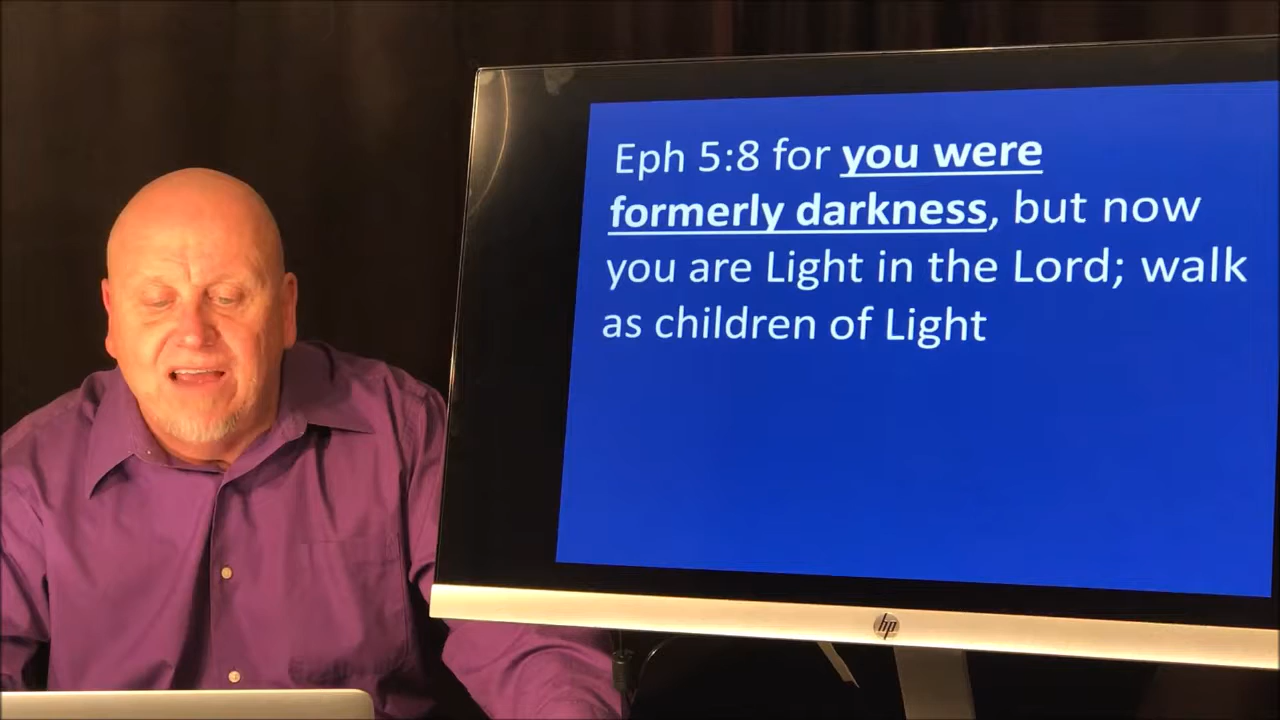 Eph 5:8 for you were
formerly darkness, but now
you are Light in the Lord; walk
as children of Light
hp